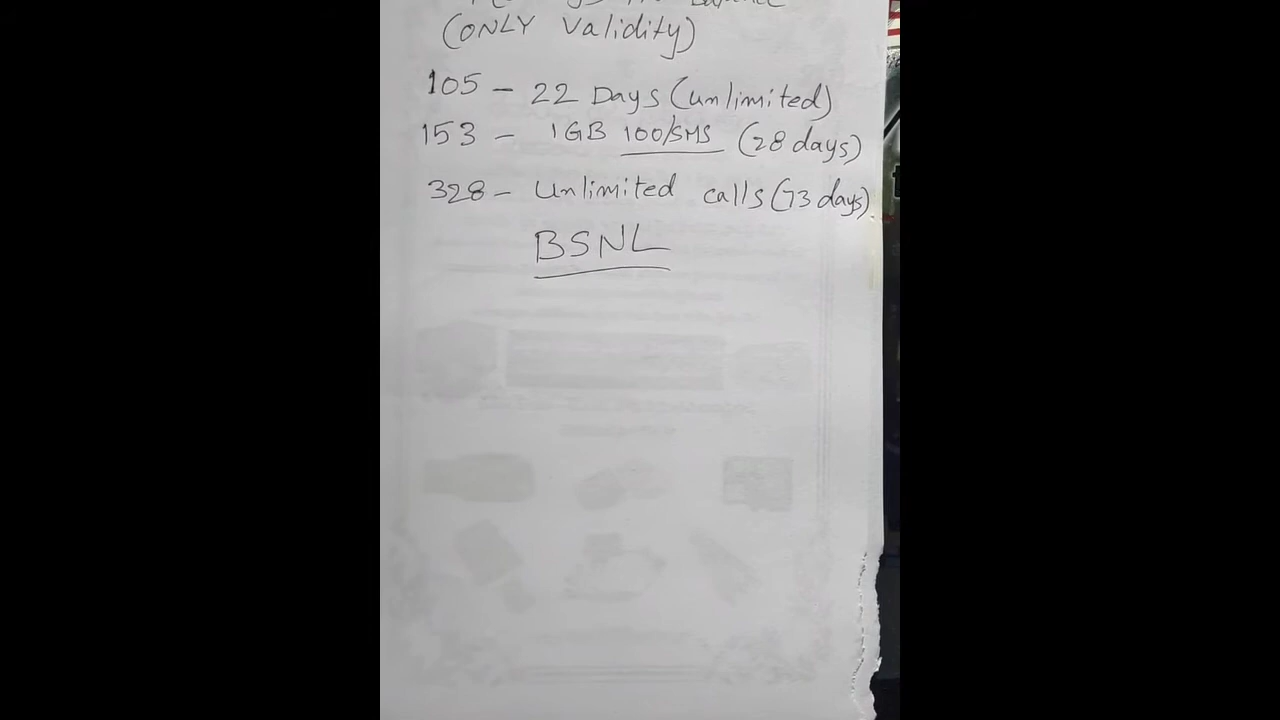 (ONLY Validity)
105 - 22 Days (unlimited)
153 - 1GB 100/SMS (28 days)
328 - Unlimited calls (73 days)
BSNL